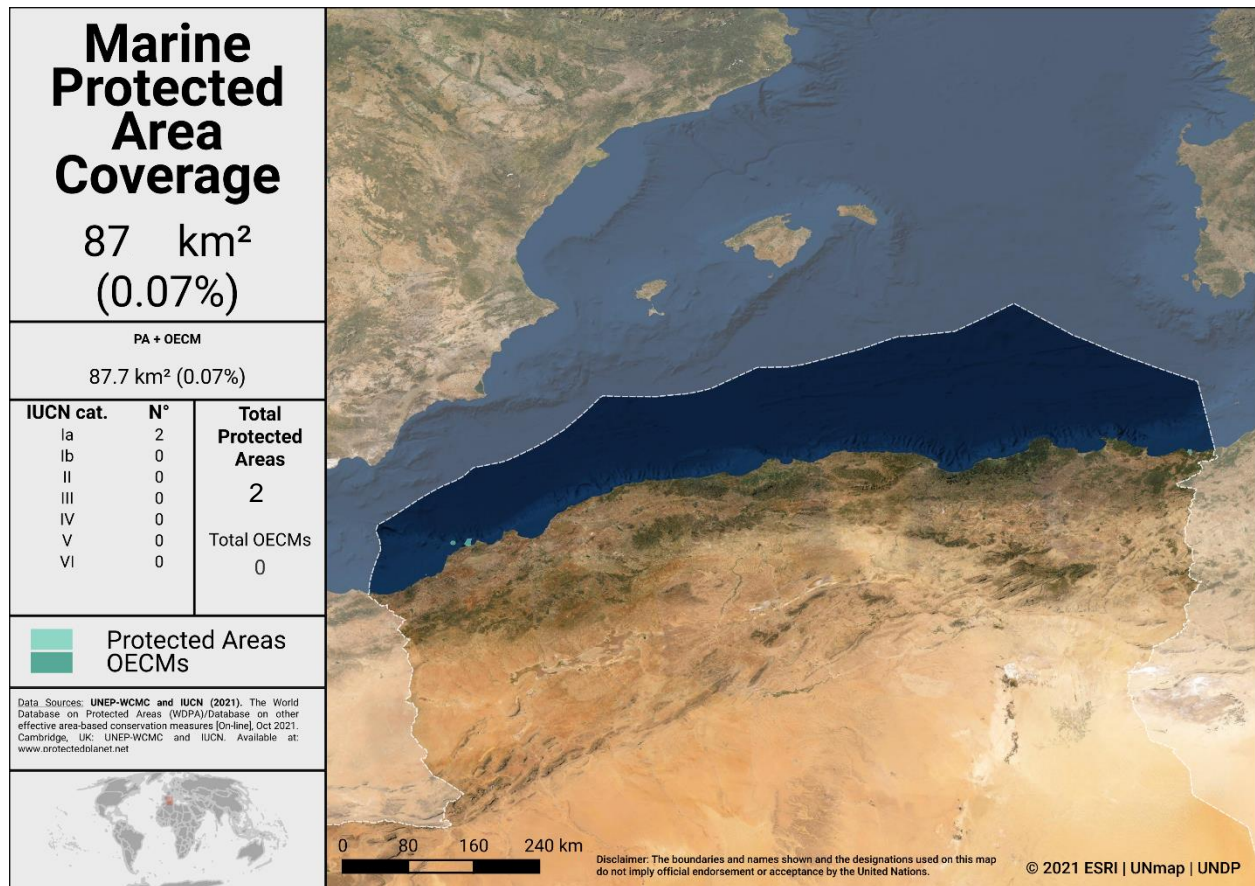 Marine
Protected
Area
Coverage
87 km²
(0.07%)
PA + OECM
87.7 km² (0.07%)
IUCN cat. N°
Ia 2
Ib 0
II 0
III 0
IV 0
V 0
VI 0
Total
Protected
Areas
2
Total OECMs
0
Protected Areas
OECMs
Data Sources: UNEP-WCMC and IUCN (2021). The World
Database on Protected Areas (WDPA)/Database on other
effective area-based conservation measures [On-line], Oct 2021.
Cambridge, UK: UNEP-WCMC and IUCN. Available at:
www.protectedplanet.net
0 80 160 240 km
Disclaimer: The boundaries and names shown and the designations used on this map
do not imply official endorsement or acceptance by the United Nations.
© 2021 ESRI | UNmap | UNDP